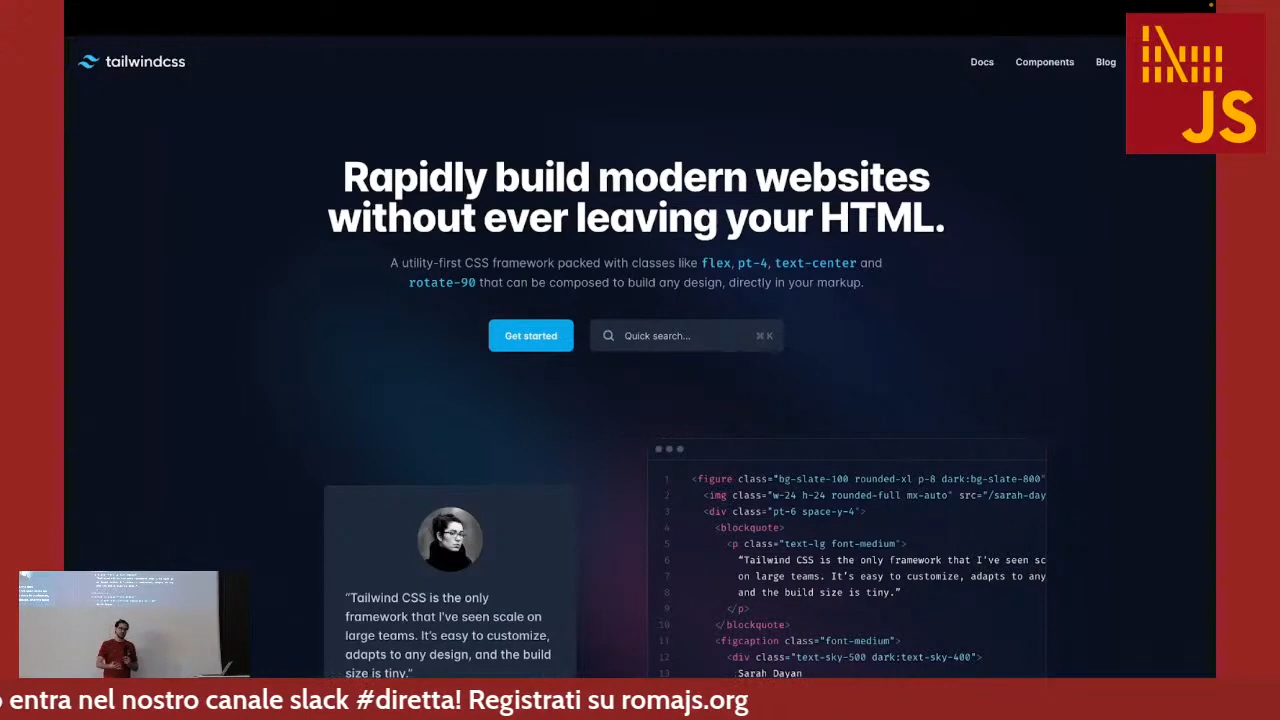 tailwindcss
Docs
Components
Blog
JS
Rapidly build modern websites
without ever leaving your HTML.
A utility-first CSS framework packed with classes like flex, pt-4, text-center and
rotate-90 that can be composed to build any design, directly in your markup.
Get started
Quick search...
⌘ K
“Tailwind CSS is the only
framework that I've seen scale on
large teams. It's easy to customize,
adapts to any design, and the build
size is tiny.”
1 <figure class="bg-slate-100 rounded-xl p-8 dark:bg-slate-800"
2 <img class="w-24 h-24 rounded-full mx-auto" src="/sarah-day
3 <div class="pt-6 space-y-4">
4 <blockquote>
5 <p class="text-lg font-medium">
6 “Tailwind CSS is the only framework that I've seen sc
7 on large teams. It's easy to customize, adapts to any
8 and the build size is tiny.”
9 </p>
10 </blockquote>
11 <figcaption class="font-medium">
12 <div class="text-sky-500 dark:text-sky-400">
13 Sarah Dayan
o entra nel nostro canale slack #diretta! Registrati su romajs.org